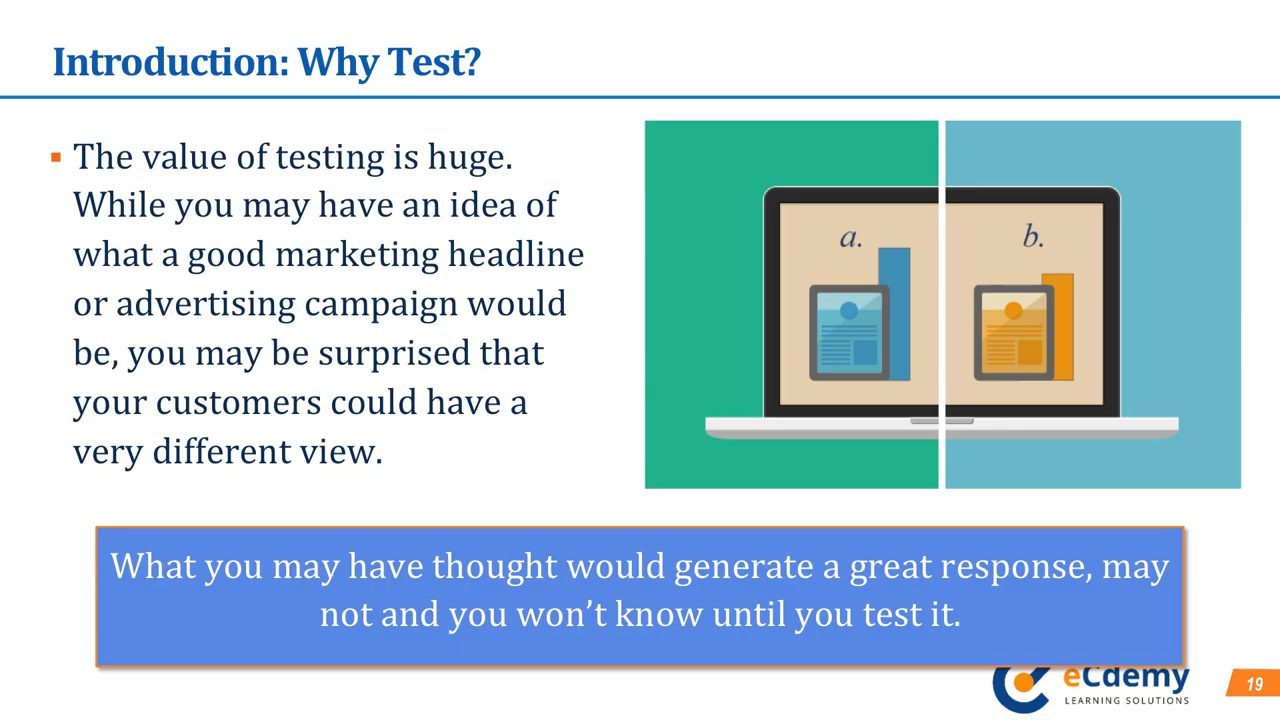 Introduction: Why Test?
▪ The value of testing is huge.
While you may have an idea of
what a good marketing headline
or advertising campaign would
be, you may be surprised that
your customers could have a
very different view.
a.
b.
What you may have thought would generate a great response, may
not and you won’t know until you test it.
eCdemy
LEARNING SOLUTIONS
19